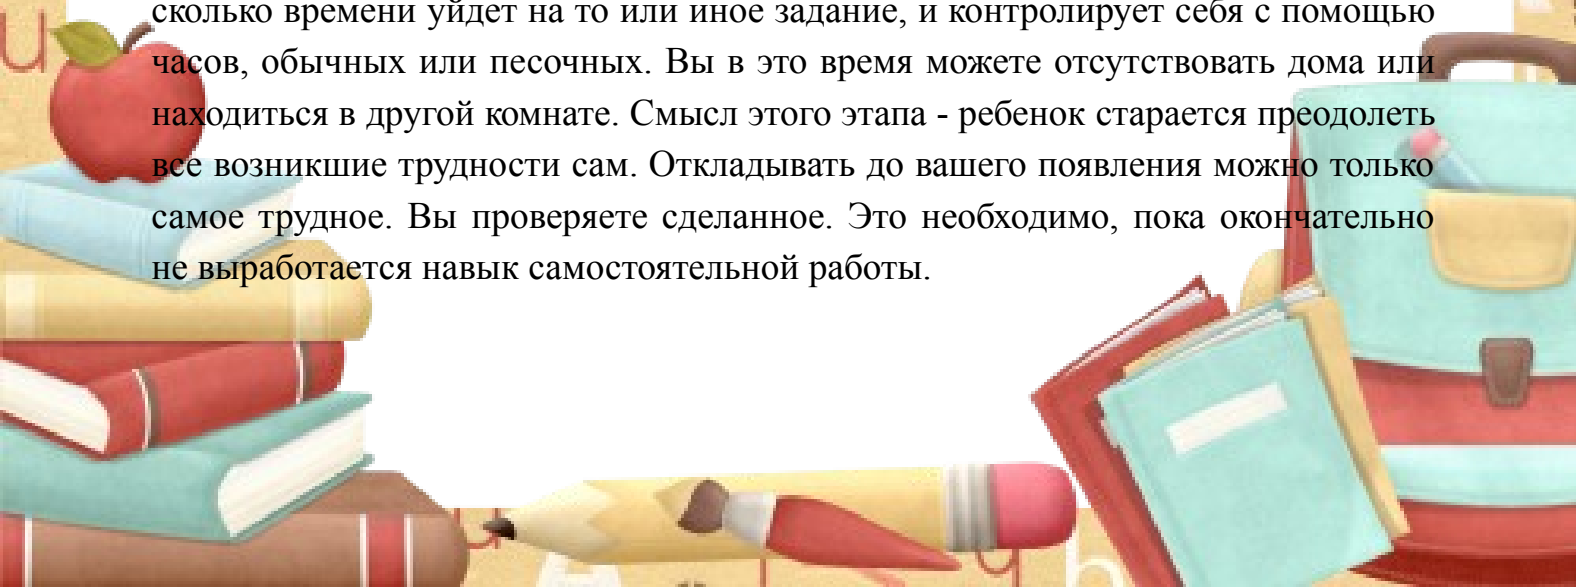 сколько времени уйдет на то или иное задание, и контролирует себя с помощью
часов, обычных или песочных. Вы в это время можете отсутствовать дома или
находиться в другой комнате. Смысл этого этапа - ребенок старается преодолеть
все возникшие трудности сам. Откладывать до вашего появления можно только
самое трудное. Вы проверяете сделанное. Это необходимо, пока окончательно
не выработается навык самостоятельной работы.